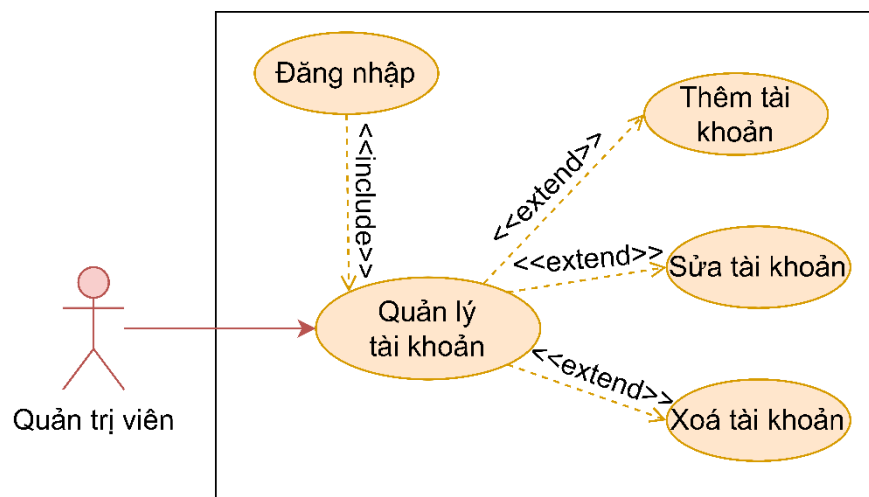 Đăng nhập
<<include>>
Thêm tài
khoản
<<extend>>
<<extend>>
Sửa tài khoản
Quản lý
tài khoản
<<extend>>
Xoá tài khoản
Quản trị viên